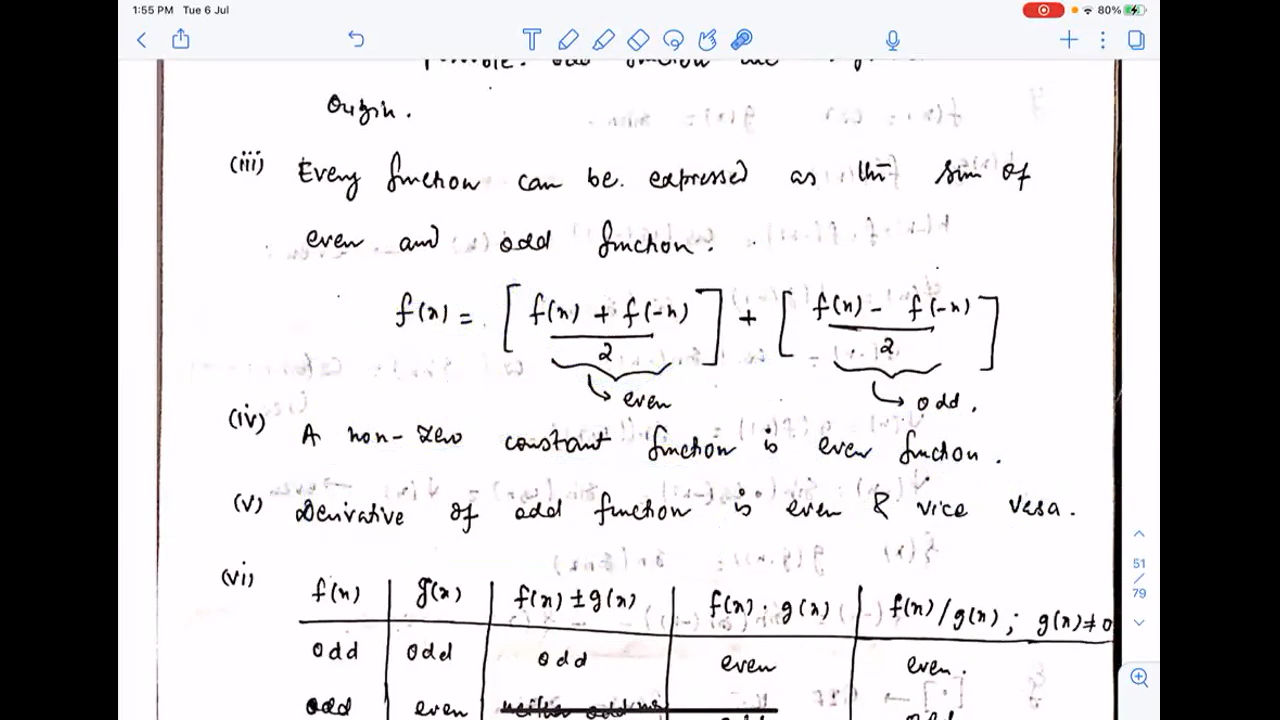 1:55 PM Tue 6 Jul
80%
origin.
(iii) Every function can be expressed as the sum of
even and odd function.
f(x) = [ f(x) + f(-x) / 2 ] + [ f(x) - f(-x) / 2 ]
even
odd.
(iv) A non-zero constant function is even function.
(v) Derivative of odd function is even & vice vesa.
(vi) f(x) g(x) f(x) ± g(x) f(x) · g(x) f(x)/g(x); g(x) ≠ 0
odd odd odd even even.
odd even
51
/
79